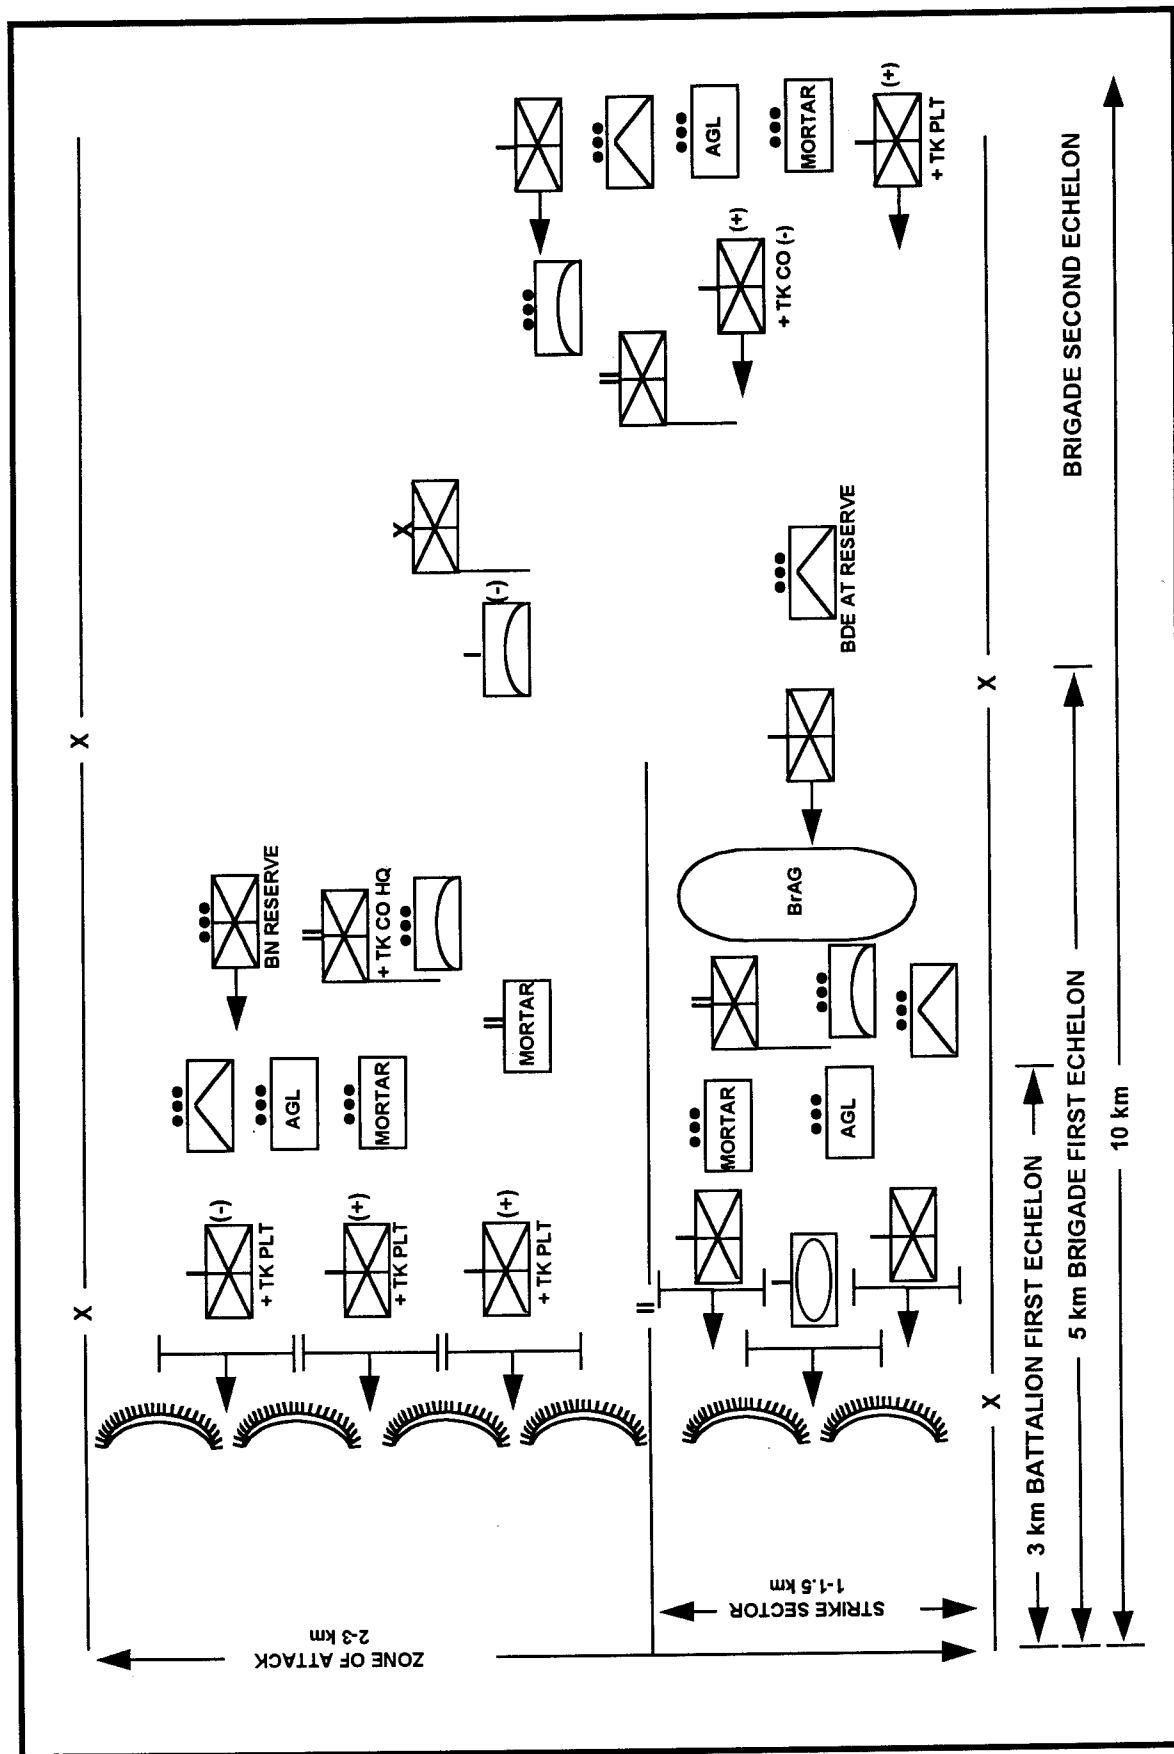 X
X
BN RESERVE
AGL
+ TK CO HQ
MORTAR
(-)
+ TK PLT
(+)
+ TK PLT
(+)
+ TK PLT
MORTAR
X
(-)
AGL
MORTAR
(+)
+ TK CO (-)
(+)
+ TK PLT
ZONE OF ATTACK
2-3 km
STRIKE SECTOR
1-1.5 km
MORTAR
AGL
BrAG
BDE AT RESERVE
X
X
3 km BATTALION FIRST ECHELON
5 km BRIGADE FIRST ECHELON
BRIGADE SECOND ECHELON
10 km